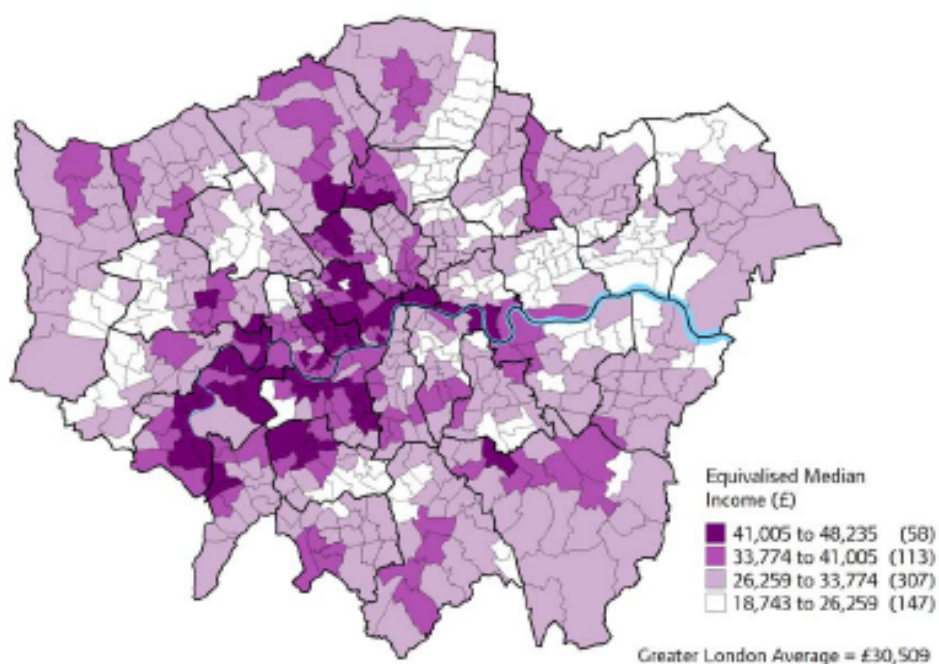 Equivalised Median
Income (£)
41,005 to 48,235 (58)
33,774 to 41,005 (113)
26,259 to 33,774 (307)
18,743 to 26,259 (147)
Greater London Average = £30,509